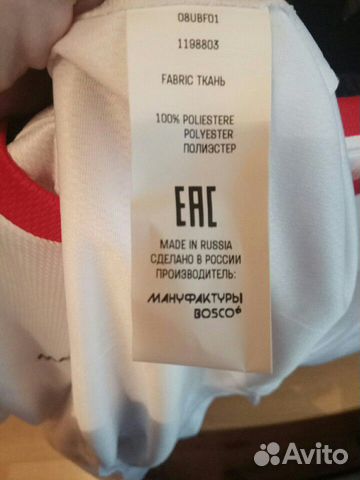 08UBF01
1198803
FABRIC ТКАНЬ
100% POLIESTERE
POLYESTER
ПОЛИЭСТЕР
EAC
MADE IN RUSSIA
СДЕЛАНО В РОССИИ
ПРОИЗВОДИТЕЛЬ:
МАНУФАКТУРЫ
BOSCO
Avito